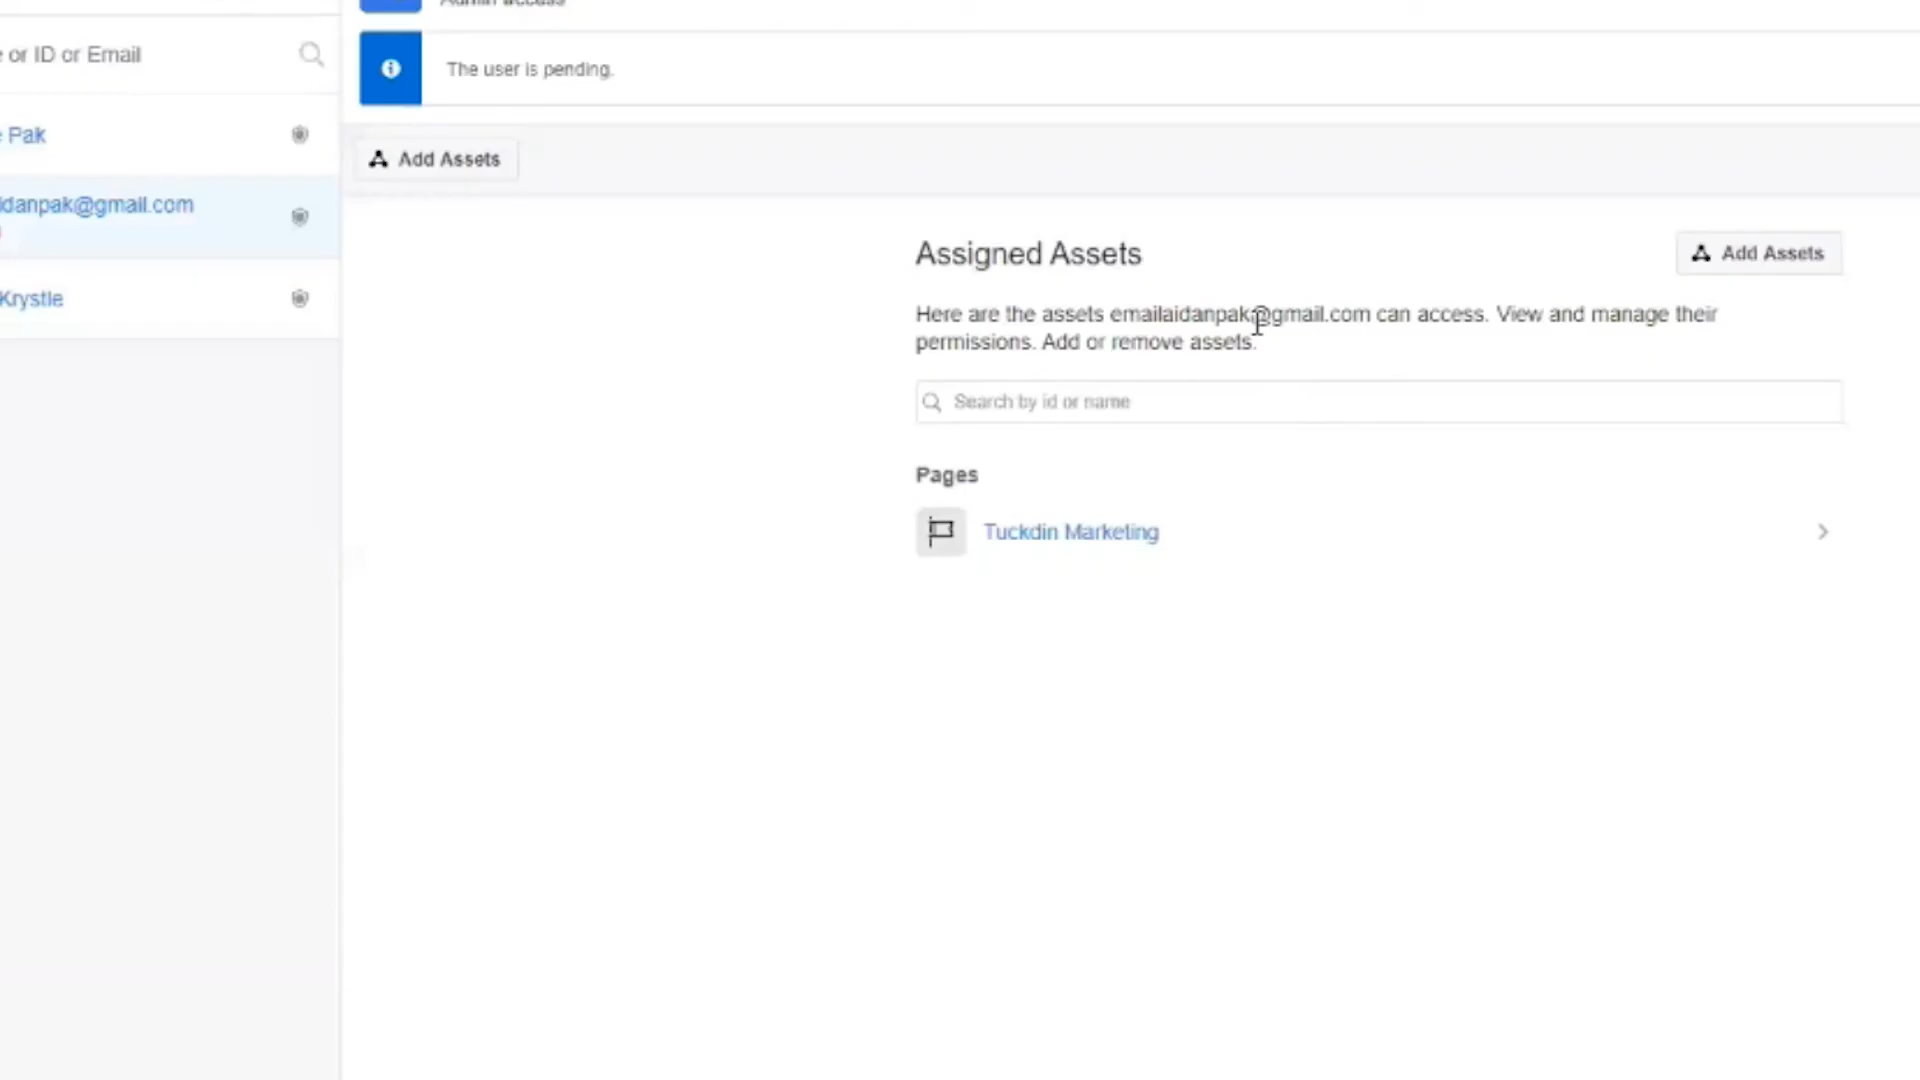 Admin access
or ID or Email
The user is pending.
Pak
Add Assets
idanpak@gmail.com
Krystle
Assigned Assets
Add Assets
Here are the assets emailaidanpak@gmail.com can access. View and manage their
permissions. Add or remove assets.
Search by id or name
Pages
Tuckdin Marketing